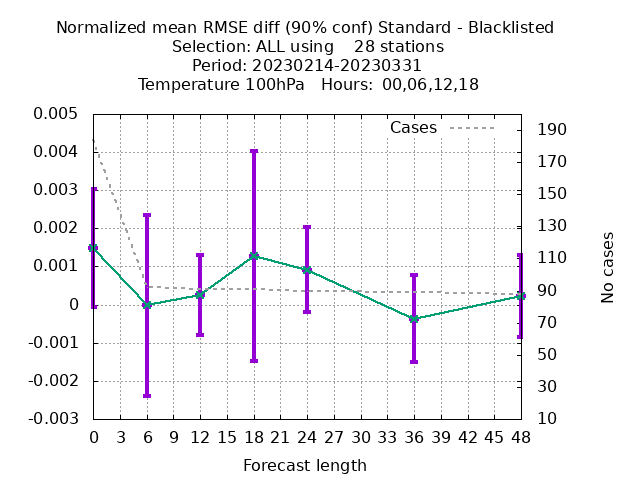 Normalized mean RMSE diff (90% conf) Standard - Blacklisted
Selection: ALL using    28 stations
Period: 20230214-20230331
Temperature 100hPa   Hours:  00,06,12,18
Cases
0.005
0.004
0.003
0.002
0.001
0
-0.001
-0.002
-0.003
190
170
150
130
110
90
70
50
30
10
No cases
0 3 6 9 12 15 18 21 24 27 30 33 36 39 42 45 48
Forecast length